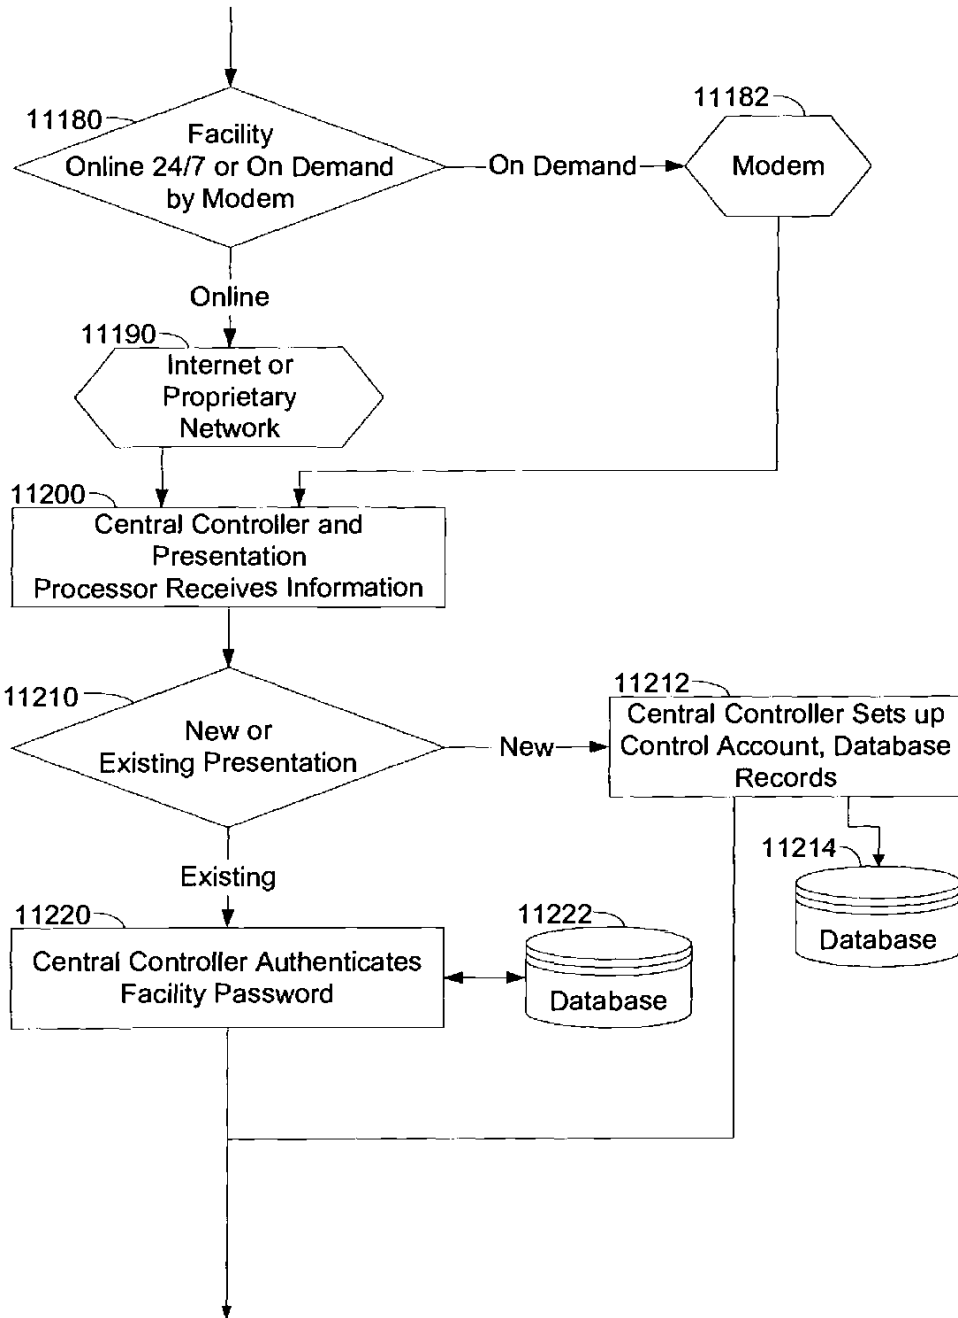 11180
Facility
Online 24/7 or On Demand
by Modem
On Demand
11182
Modem
Online
11190
Internet or
Proprietary
Network
11200
Central Controller and
Presentation
Processor Receives Information
11210
New or
Existing Presentation
New
11212
Central Controller Sets up
Control Account, Database
Records
11214
Database
Existing
11220
Central Controller Authenticates
Facility Password
11222
Database